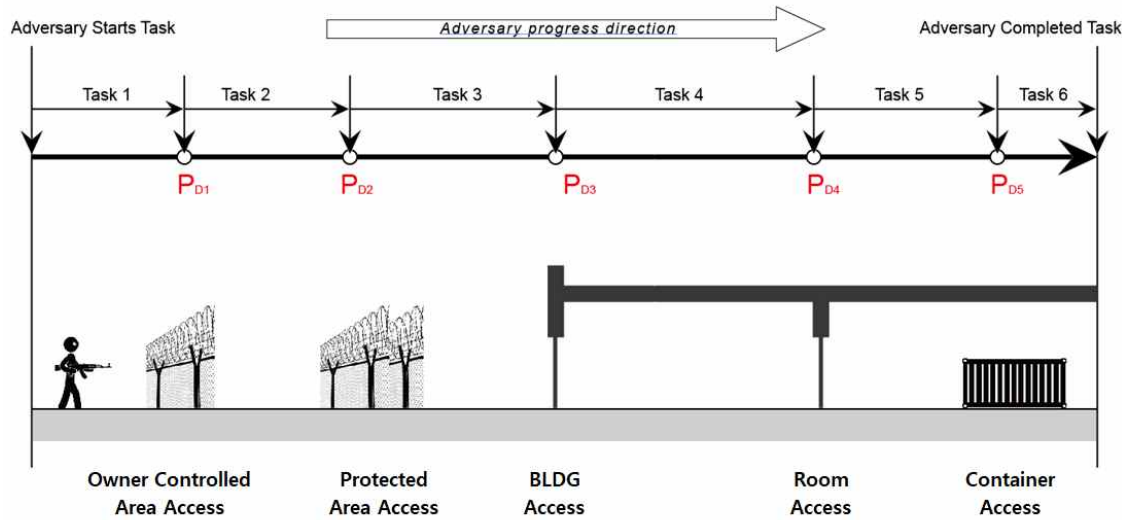 Adversary Starts Task
Adversary progress direction
Adversary Completed Task
Task 1
Task 2
Task 3
Task 4
Task 5
Task 6
PD1
PD2
PD3
PD4
PD5
Owner Controlled
Area Access
Protected
Area Access
BLDG
Access
Room
Access
Container
Access